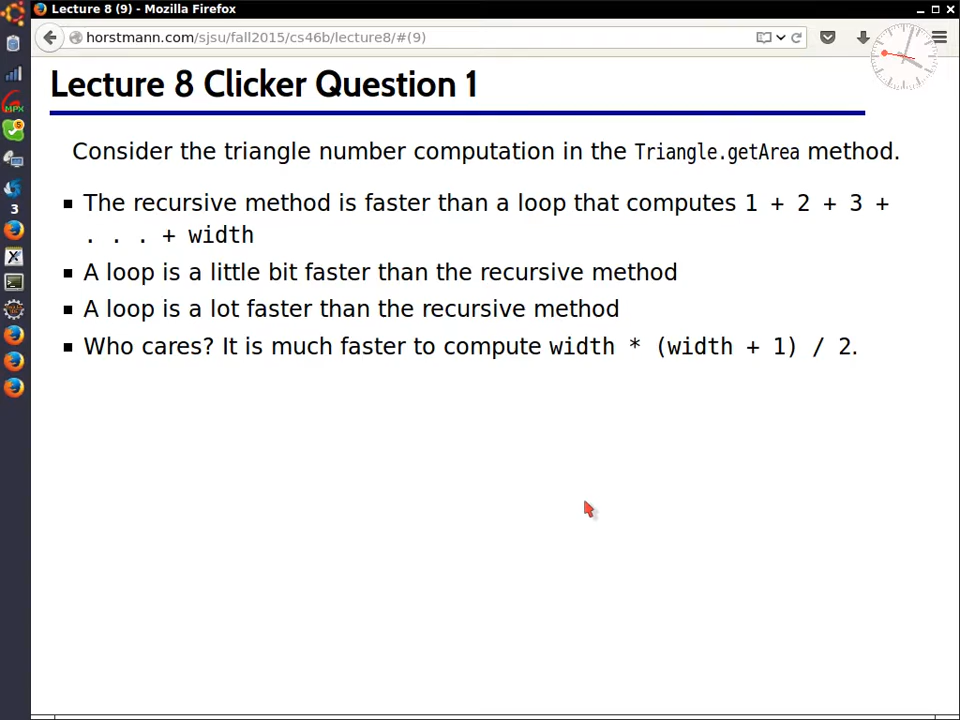 Lecture 8 (9) - Mozilla Firefox
horstmann.com/sjsu/fall2015/cs46b/lecture8/#(9)
Lecture 8 Clicker Question 1
Consider the triangle number computation in the Triangle.getArea method.
The recursive method is faster than a loop that computes 1 + 2 + 3 +
. . . + width
A loop is a little bit faster than the recursive method
A loop is a lot faster than the recursive method
Who cares? It is much faster to compute width * (width + 1) / 2.
MPX
5
3
X